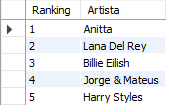 Ranking Artista
1 Anitta
2 Lana Del Rey
3 Billie Eilish
4 Jorge & Mateus
5 Harry Styles